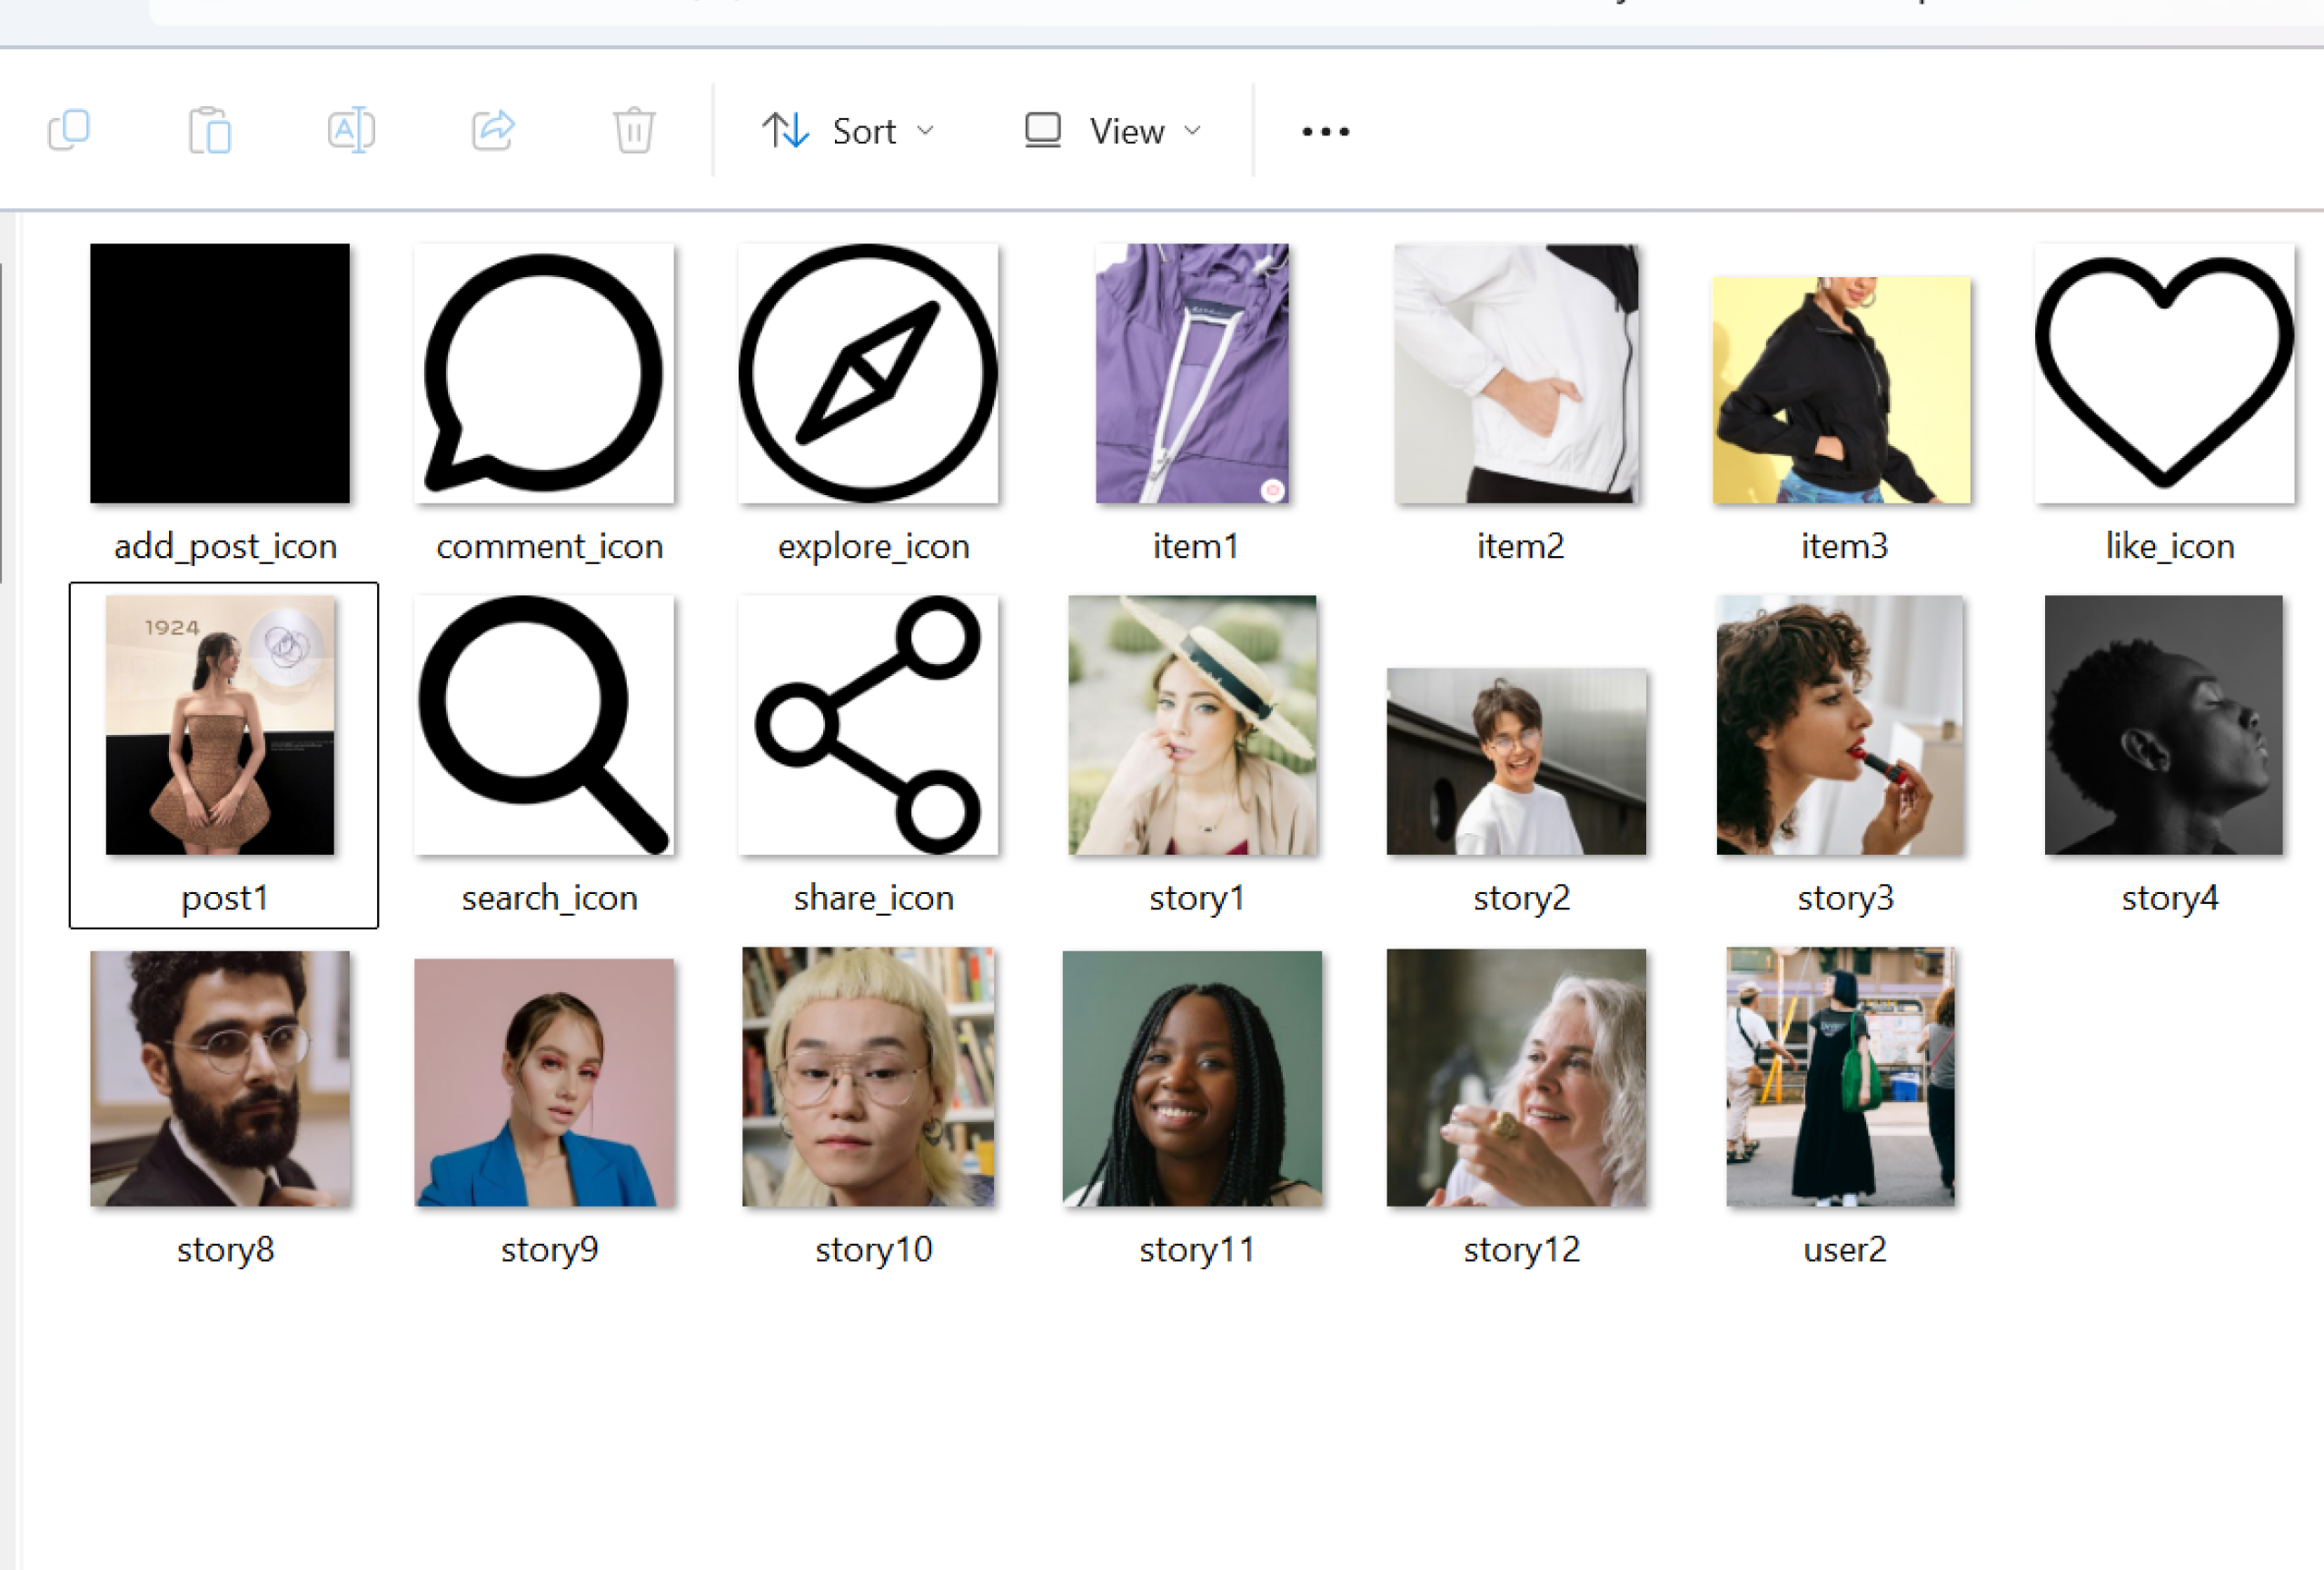 Sort
View
add_post_icon
comment_icon
explore_icon
item1
item2
item3
like_icon
1924
post1
search_icon
share_icon
story1
story2
story3
story4
story8
story9
story10
story11
story12
user2